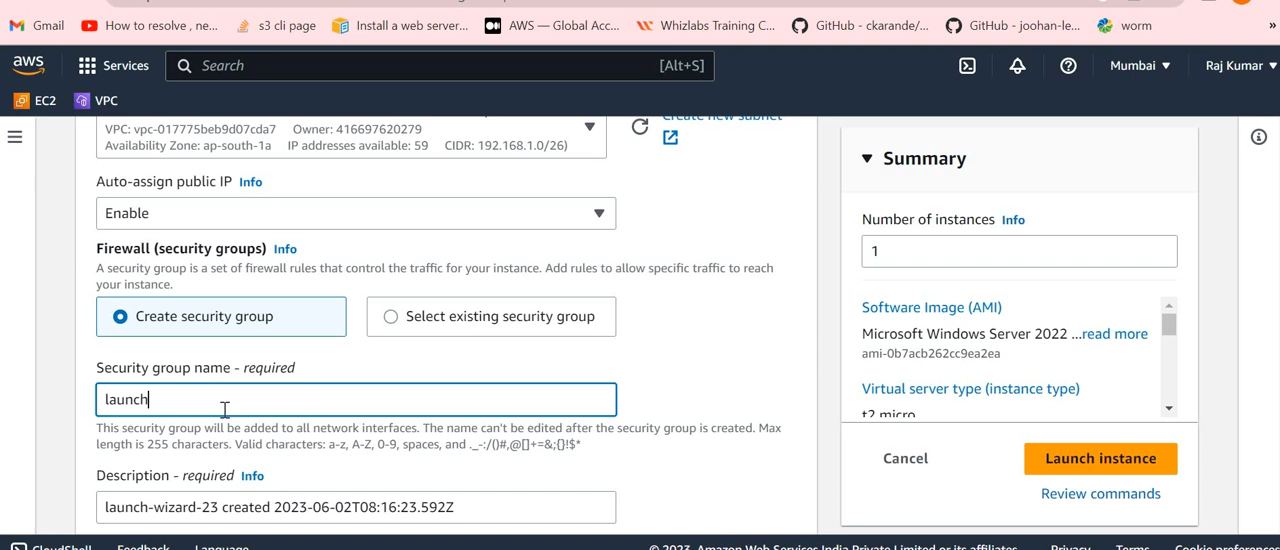 Gmail
How to resolve , ne...
s3 cli page
Install a web server...
AWS — Global Acc...
Whizlabs Training C...
GitHub - ckarande/...
GitHub - joohan-le...
worm
»
aws
Services
Search
[Alt+S]
Mumbai
Raj Kumar
EC2
VPC
VPC: vpc-017775beb9d07cda7 Owner: 416697620279
Availability Zone: ap-south-1a IP addresses available: 59 CIDR: 192.168.1.0/26)
Create new subnet
Auto-assign public IP Info
Enable
Firewall (security groups) Info
A security group is a set of firewall rules that control the traffic for your instance. Add rules to allow specific traffic to reach
your instance.
Create security group
Select existing security group
Security group name - required
launch
This security group will be added to all network interfaces. The name can't be edited after the security group is created. Max
length is 255 characters. Valid characters: a-z, A-Z, 0-9, spaces, and ._-:/()#,@[]+=&;{}!$*
Description - required Info
launch-wizard-23 created 2023-06-02T08:16:23.592Z
Summary
Number of instances Info
1
Software Image (AMI)
Microsoft Windows Server 2022 ...read more
ami-0b7acb262cc9ea2ea
Virtual server type (instance type)
t2.micro
Cancel
Launch instance
Review commands
CloudShell
Feedback
Language
© 2023, Amazon Web Services India Private Limited or its affiliates.
Privacy
Terms
Cookie preferences